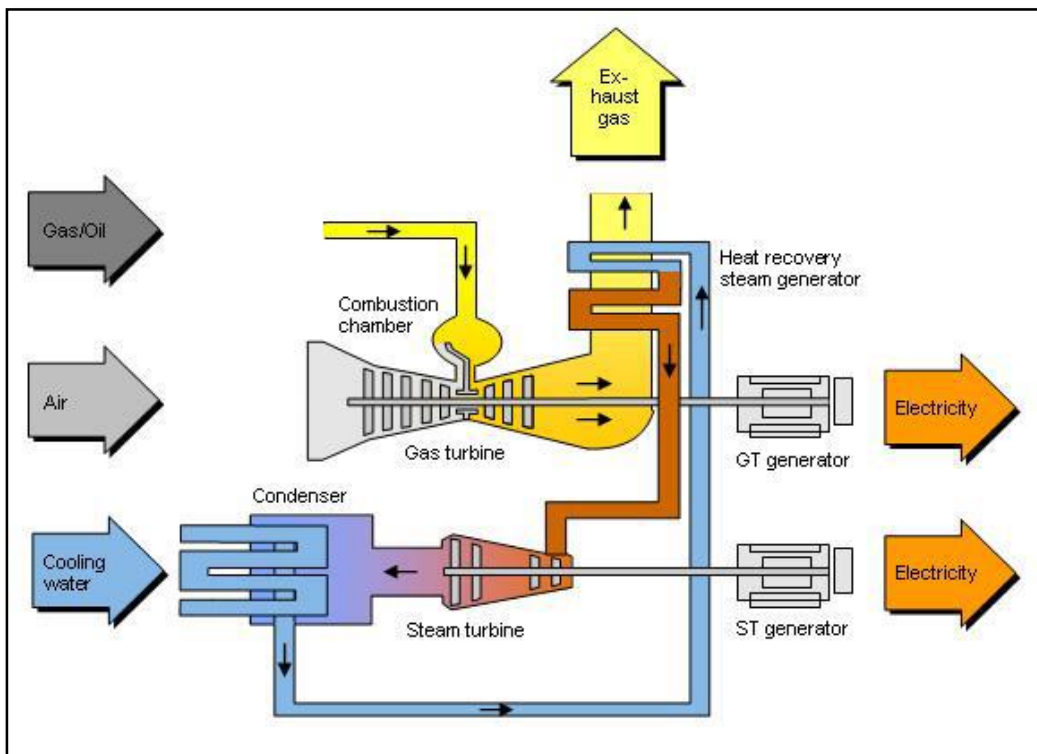 Ex-
haust
gas
Gas/Oil
Heat recovery
steam generator
Combustion
chamber
Air
Electricity
Gas turbine
GT generator
Condenser
Cooling
water
Electricity
Steam turbine
ST generator